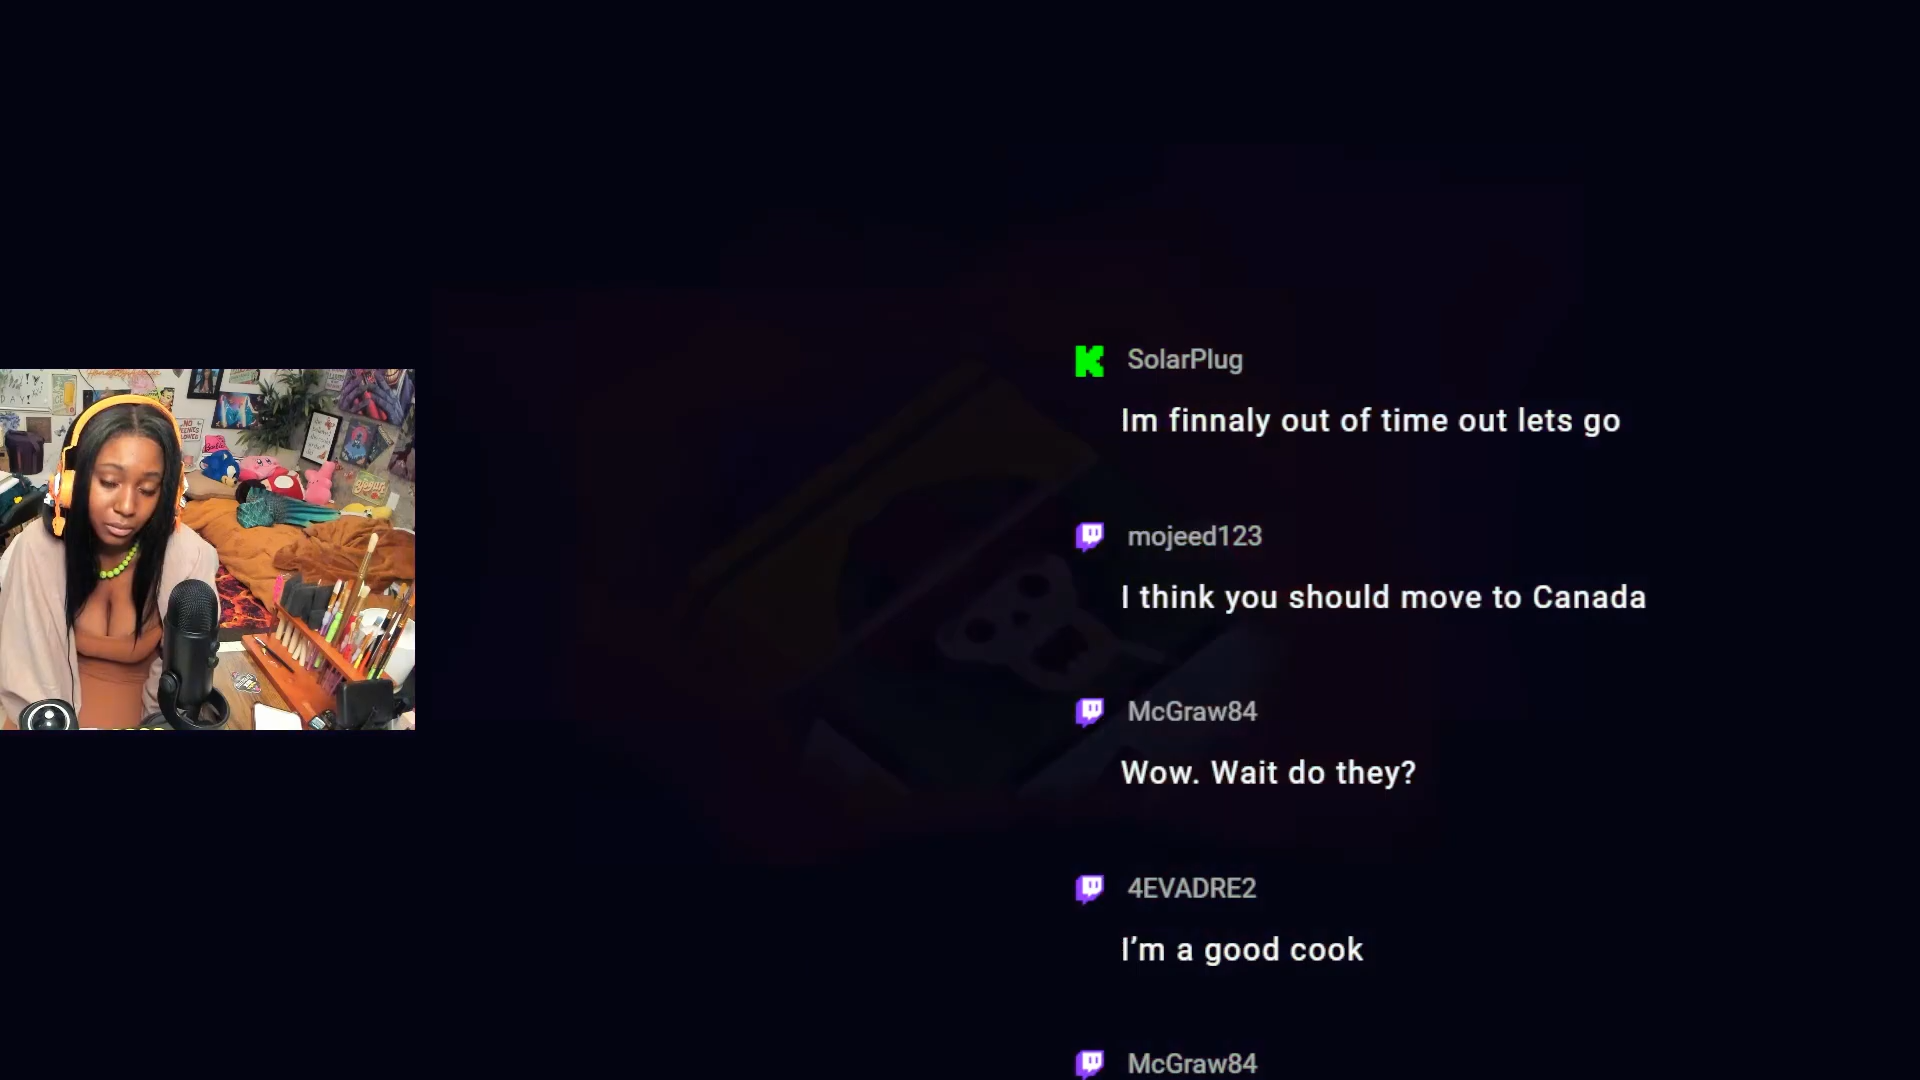 SolarPlug
Im finnaly out of time out lets go
mojeed123
I think you should move to Canada
McGraw84
Wow. Wait do they?
4EVADRE2
I’m a good cook
McGraw84